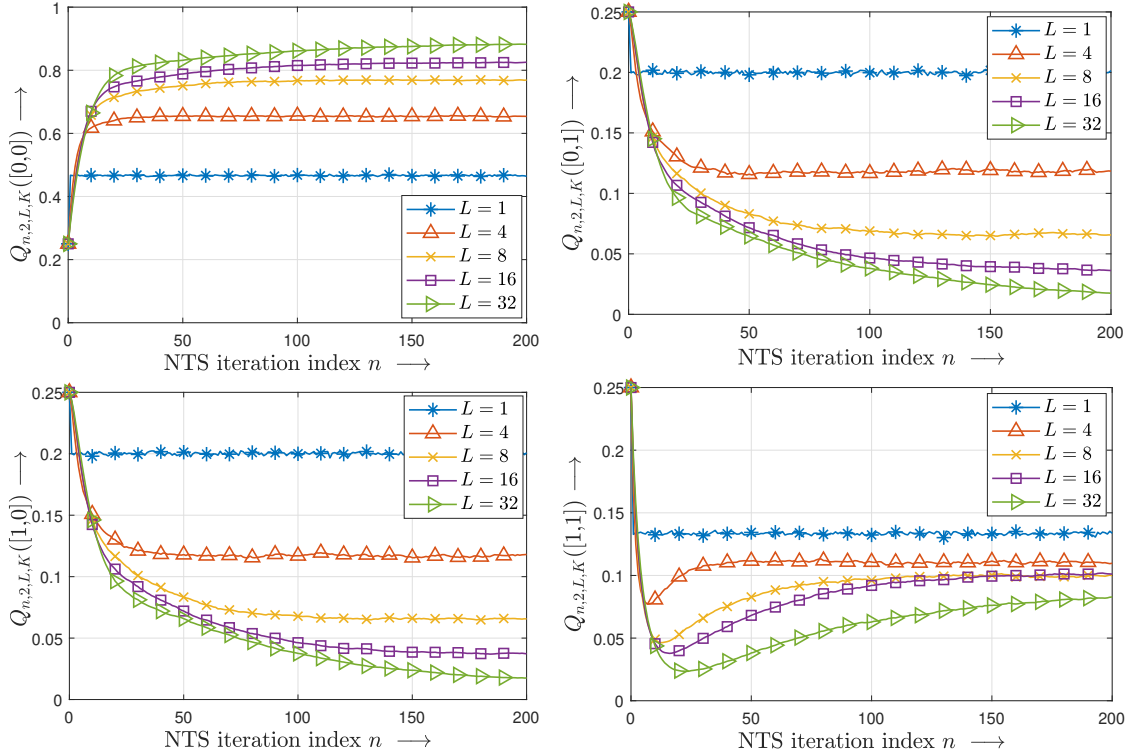 1
0.8
0.6
0.4
0.2
0
0 50 100 150 200
Q_{n,2,L,K}([0,0]) ⟶
NTS iteration index n ⟶
L = 1
L = 4
L = 8
L = 16
L = 32
0.25
0.2
0.15
0.1
0.05
0
0 50 100 150 200
Q_{n,2,L,K}([0,1]) ⟶
NTS iteration index n ⟶
L = 1
L = 4
L = 8
L = 16
L = 32
0.25
0.2
0.15
0.1
0.05
0
0 50 100 150 200
Q_{n,2,L,K}([1,0]) ⟶
NTS iteration index n ⟶
L = 1
L = 4
L = 8
L = 16
L = 32
0.25
0.2
0.15
0.1
0.05
0
0 50 100 150 200
Q_{n,2,L,K}([1,1]) ⟶
NTS iteration index n ⟶
L = 1
L = 4
L = 8
L = 16
L = 32